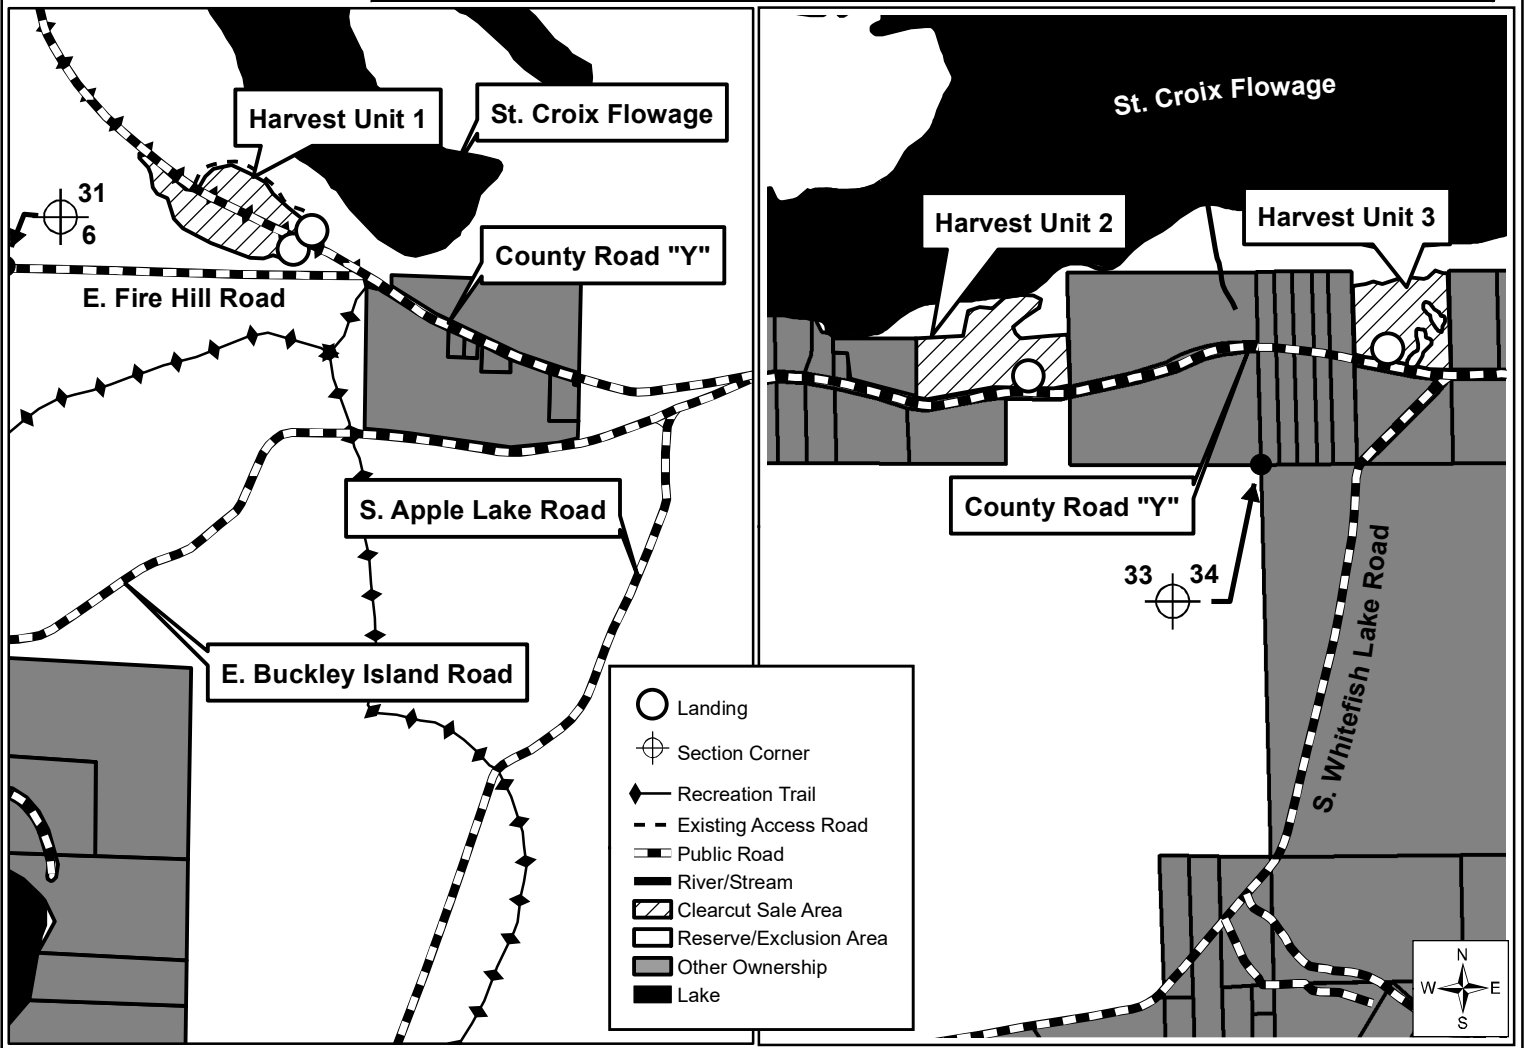 Harvest Unit 1
St. Croix Flowage
31
6
County Road "Y"
E. Fire Hill Road
S. Apple Lake Road
E. Buckley Island Road
St. Croix Flowage
Harvest Unit 2
Harvest Unit 3
County Road "Y"
33 34
S. Whitefish Lake Road
Landing
Section Corner
Recreation Trail
Existing Access Road
Public Road
River/Stream
Clearcut Sale Area
Reserve/Exclusion Area
Other Ownership
Lake
N
W E
S